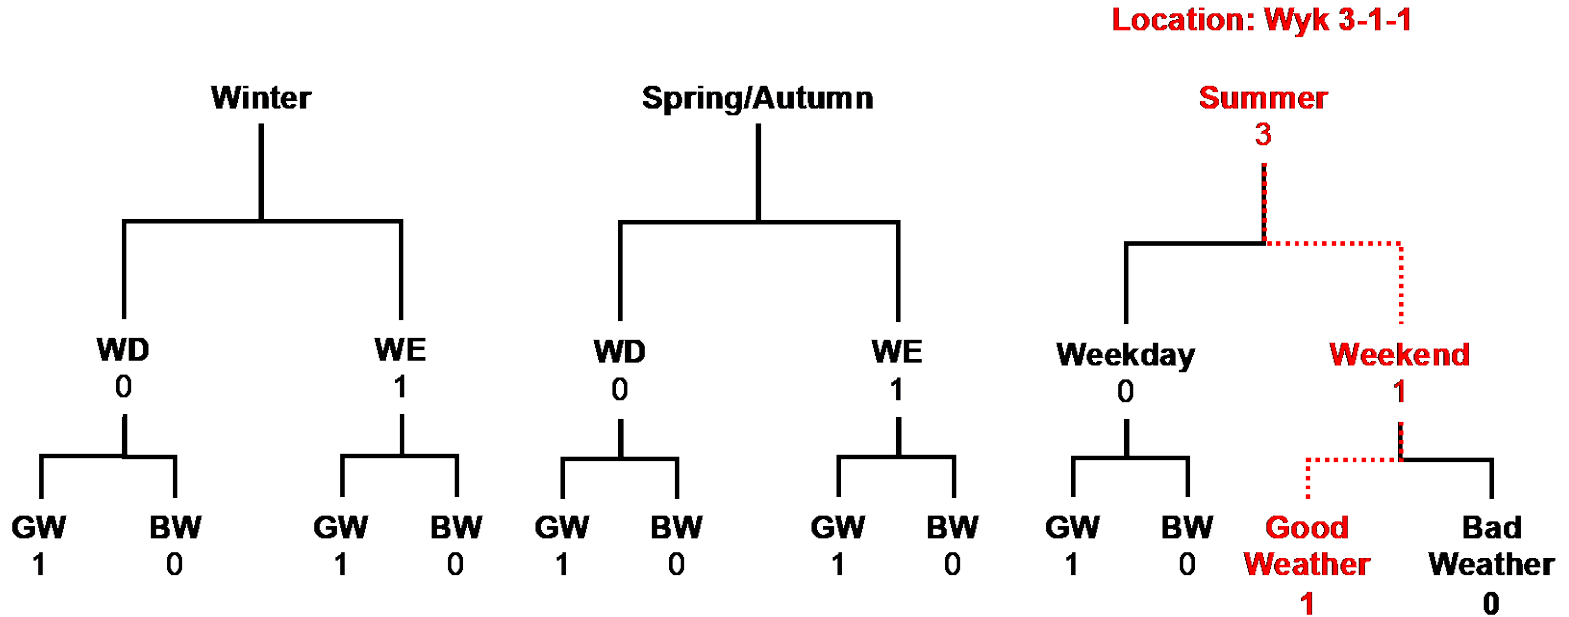 Location: Wyk 3-1-1
Winter
Spring/Autumn
Summer
3
WD
0
WE
1
WD
0
WE
1
Weekday
0
Weekend
1
GW
1
BW
0
GW
1
BW
0
GW
1
BW
0
GW
1
BW
0
GW
1
BW
0
Good
Weather
1
Bad
Weather
0